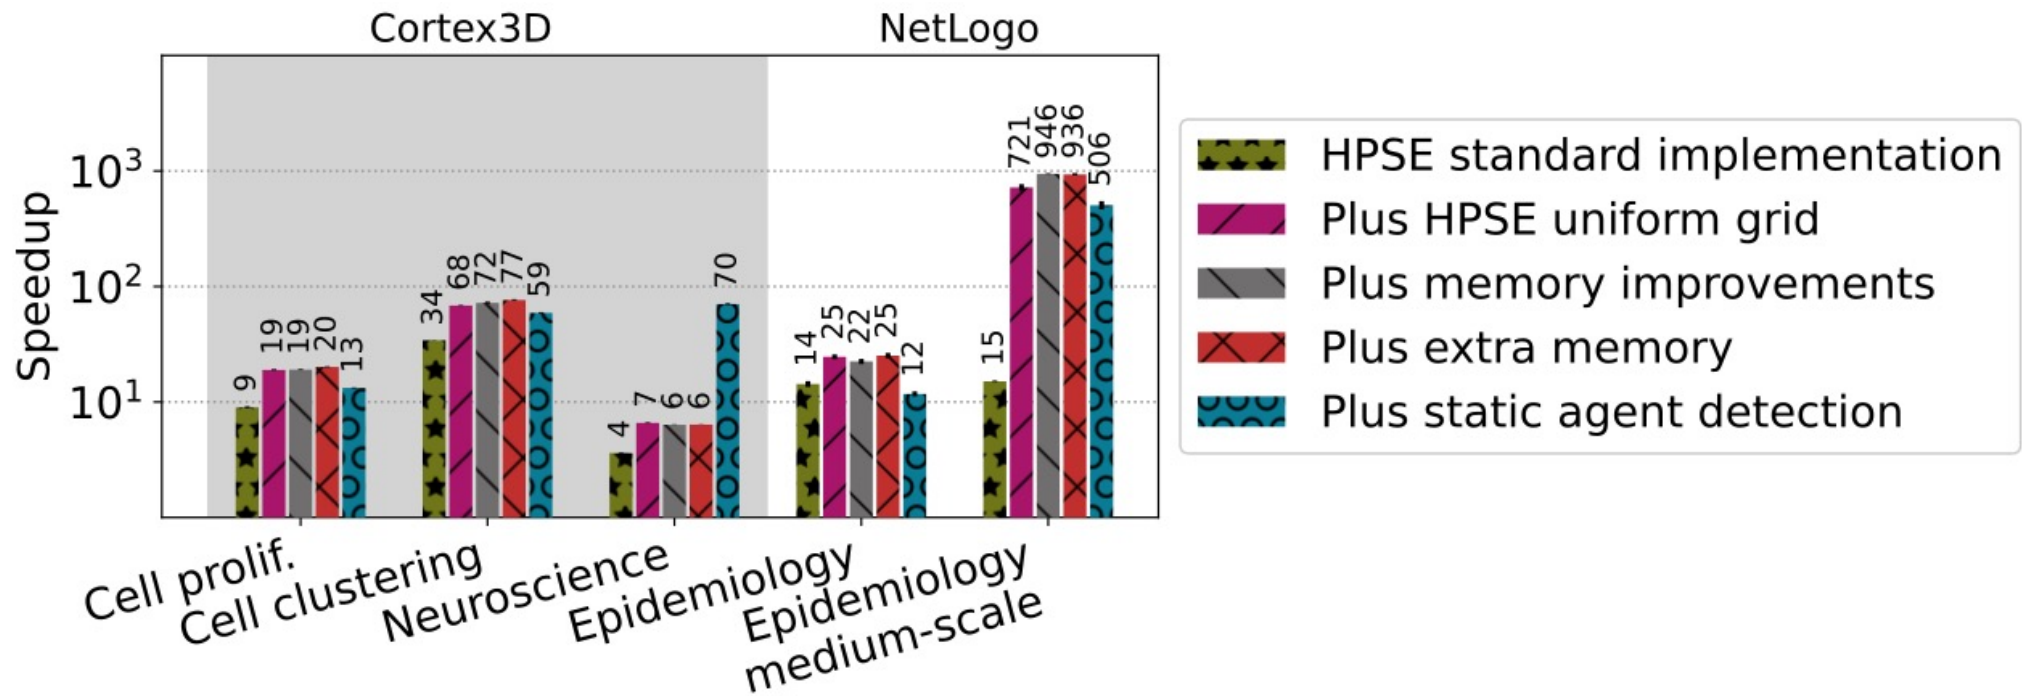 Cortex3D
NetLogo
Speedup
10³
10²
10¹
9
19
19
20
13
34
68
72
77
59
4
7
6
6
70
14
25
22
25
12
15
721
946
936
506
Cell prolif.
Cell clustering
Neuroscience
Epidemiology
Epidemiology
medium-scale
HPSE standard implementation
Plus HPSE uniform grid
Plus memory improvements
Plus extra memory
Plus static agent detection